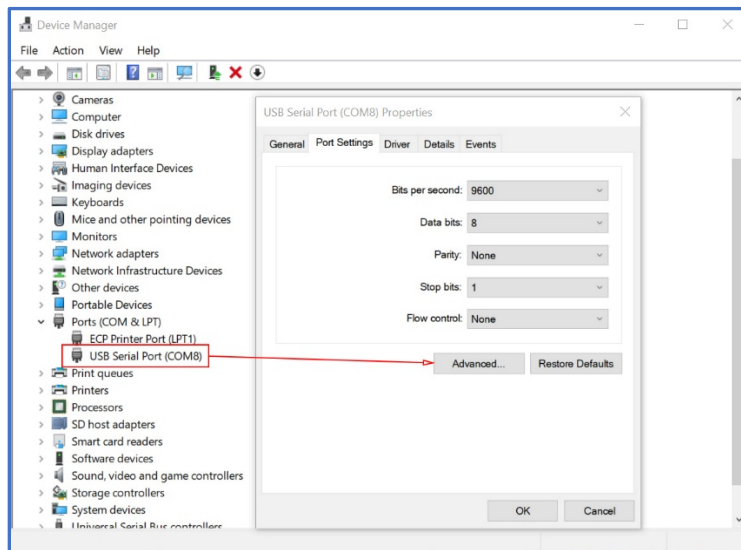 Device Manager
File Action View Help
Cameras
Computer
Disk drives
Display adapters
Human Interface Devices
Imaging devices
Keyboards
Mice and other pointing devices
Monitors
Network adapters
Network Infrastructure Devices
Other devices
Portable Devices
Ports (COM & LPT)
ECP Printer Port (LPT1)
USB Serial Port (COM8)
Print queues
Printers
Processors
SD host adapters
Smart card readers
Software devices
Sound, video and game controllers
Storage controllers
System devices
Universal Serial Bus controllers
USB Serial Port (COM8) Properties
General Port Settings Driver Details Events
Bits per second: 9600
Data bits: 8
Parity: None
Stop bits: 1
Flow control: None
Advanced... Restore Defaults
OK Cancel